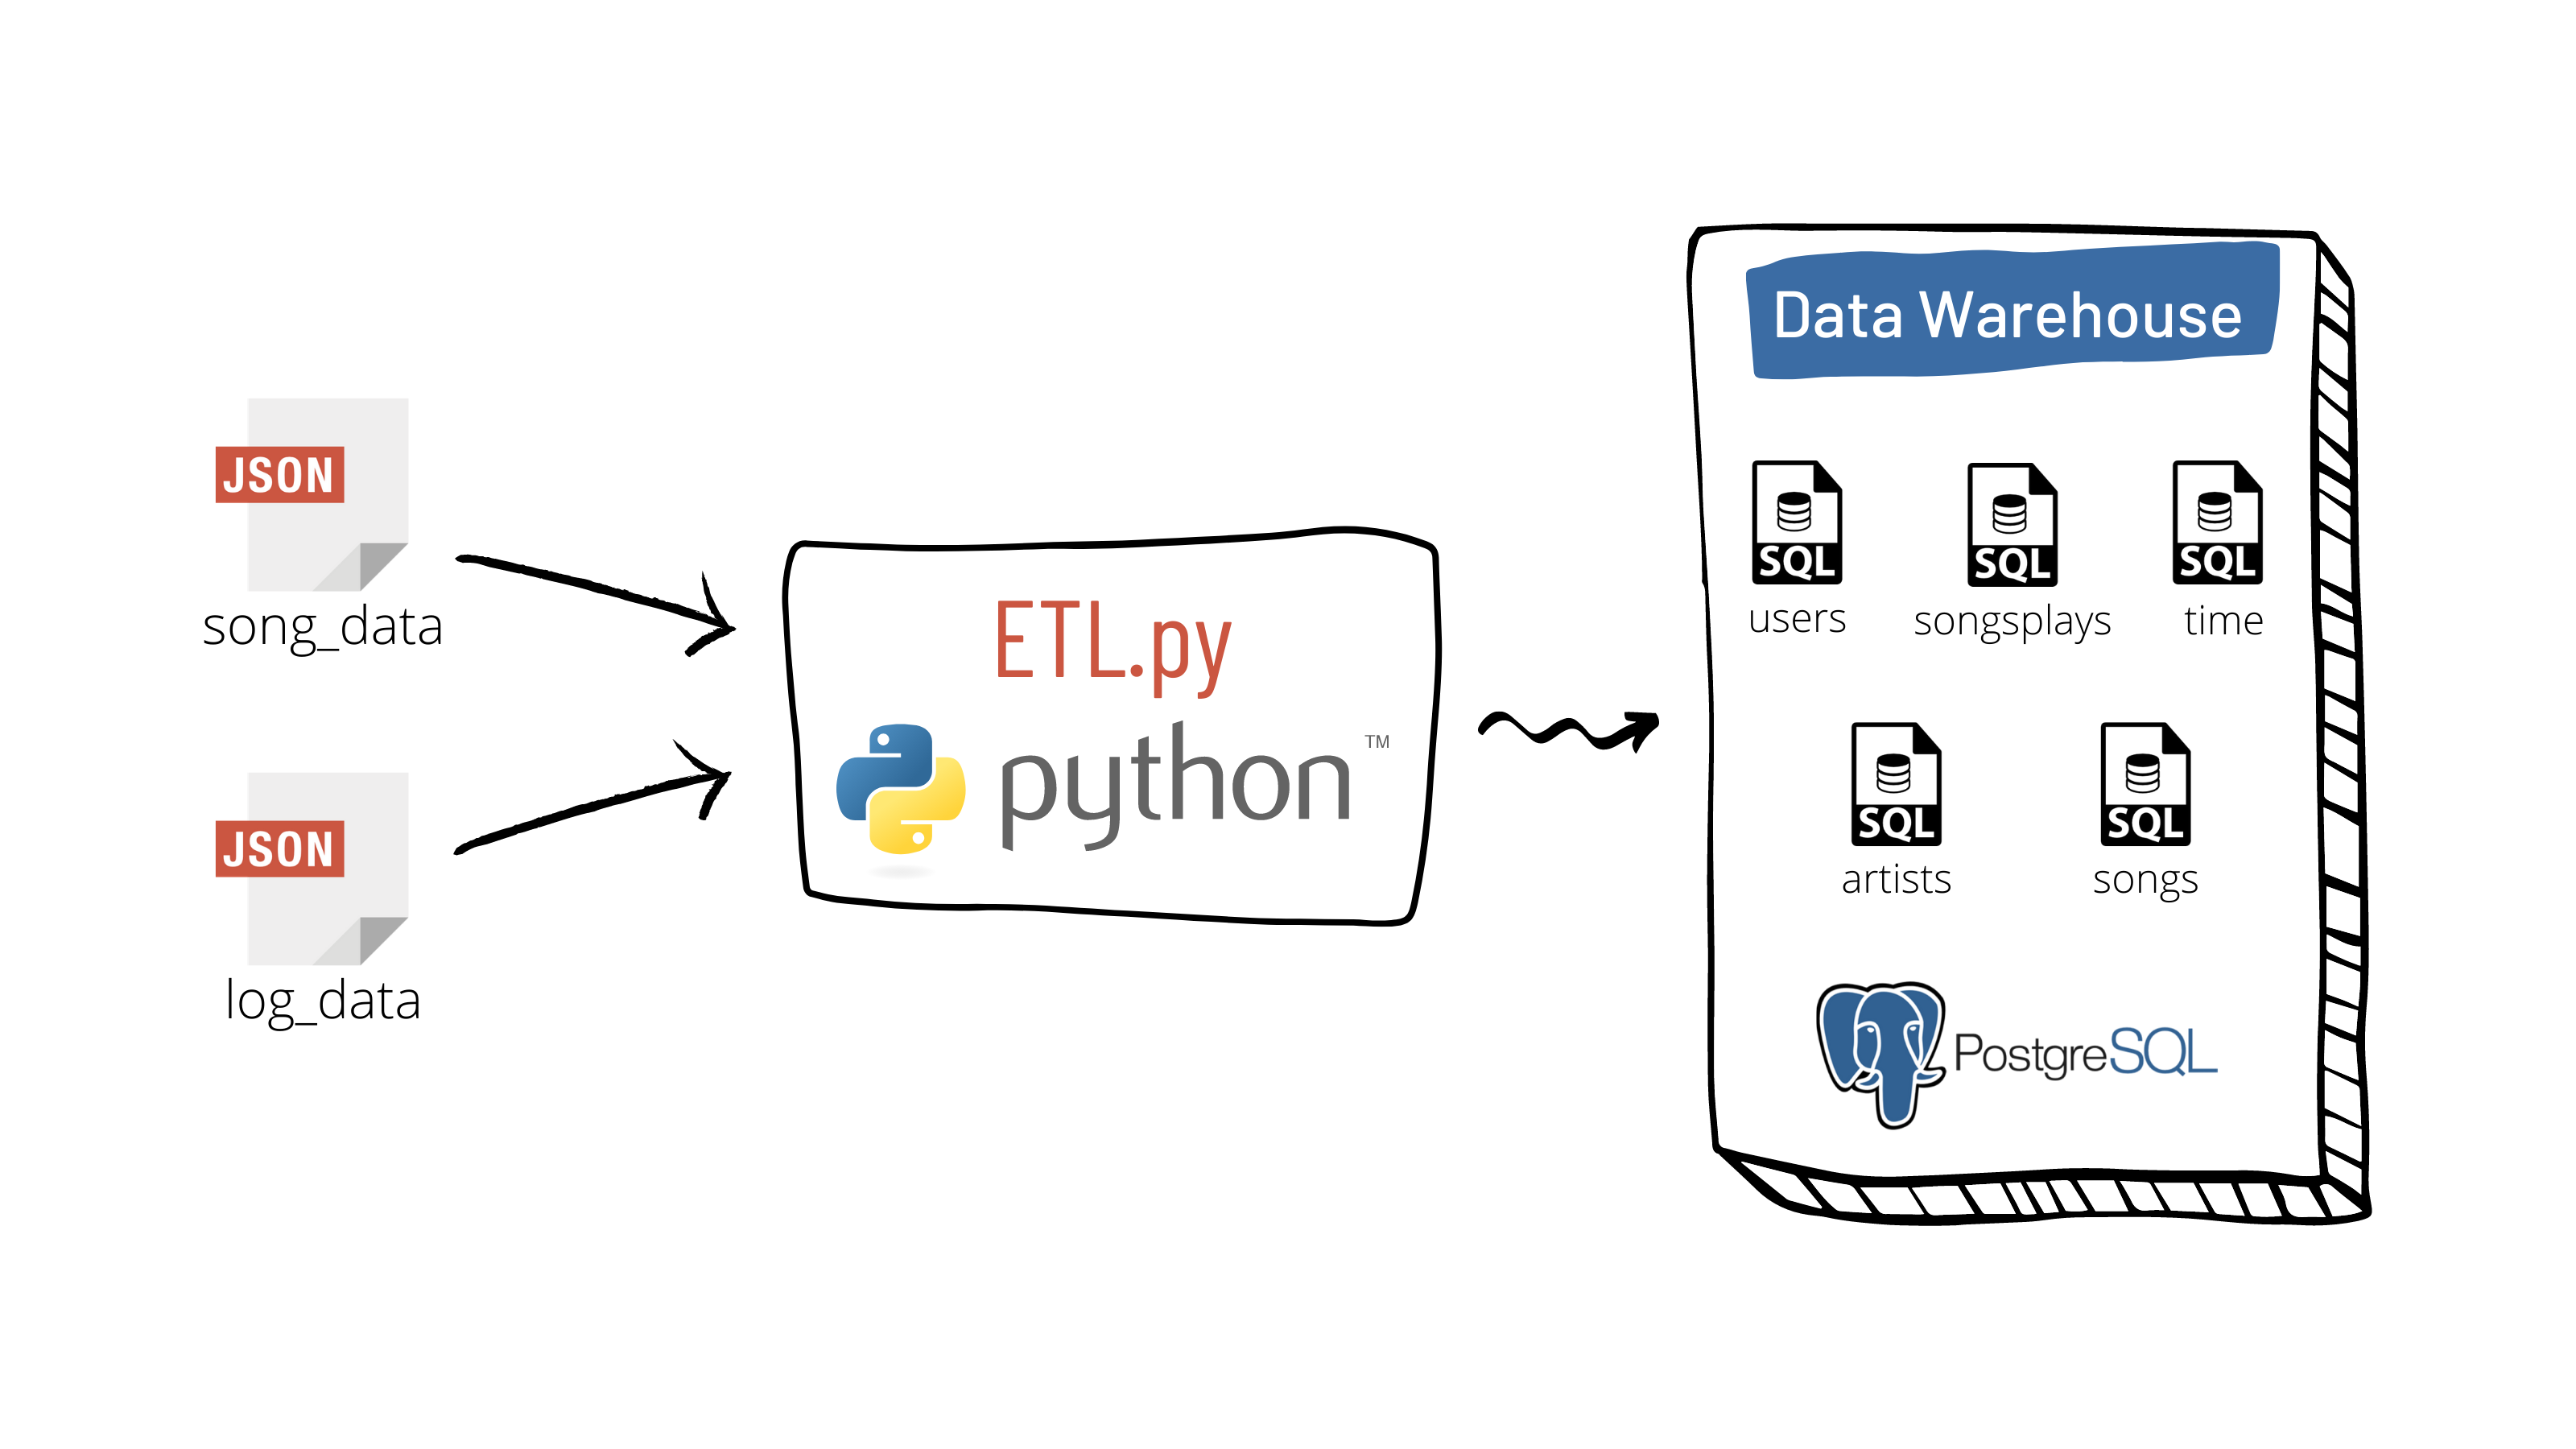 JSON
song_data
JSON
log_data
ETL.py
python™
Data Warehouse
SQL
users
SQL
songsplays
SQL
time
SQL
artists
SQL
songs
PostgreSQL